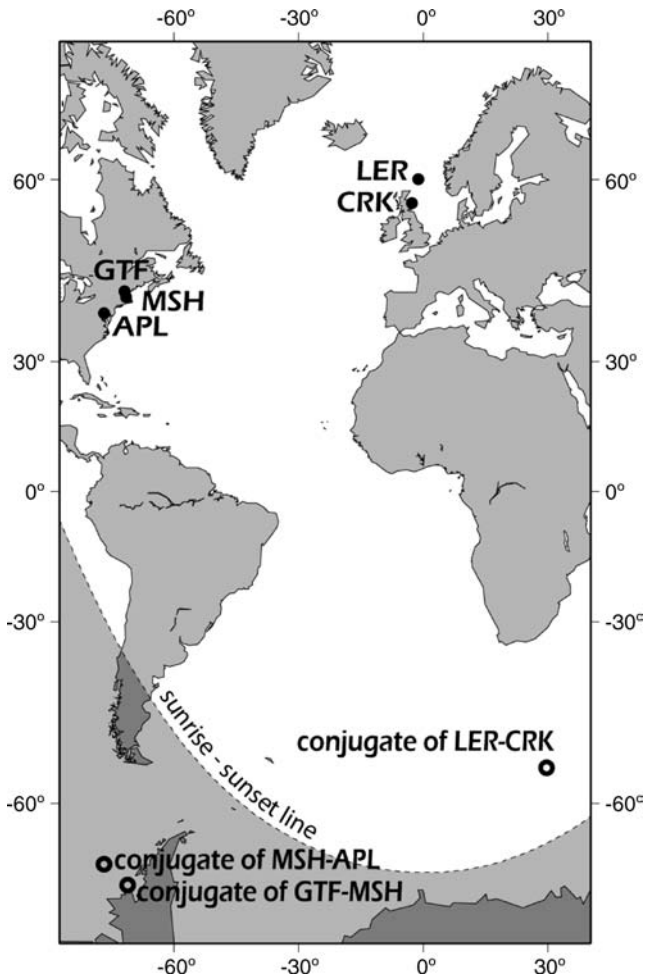 -60° -30° 0° 30°
LER
60° 60°
CRK
GTF
MSH
APL
30° 30°
0° 0°
-30° -30°
sunrise - sunset line
conjugate of LER-CRK
-60° -60°
conjugate of MSH-APL
conjugate of GTF-MSH
-60° -30° 0° 30°